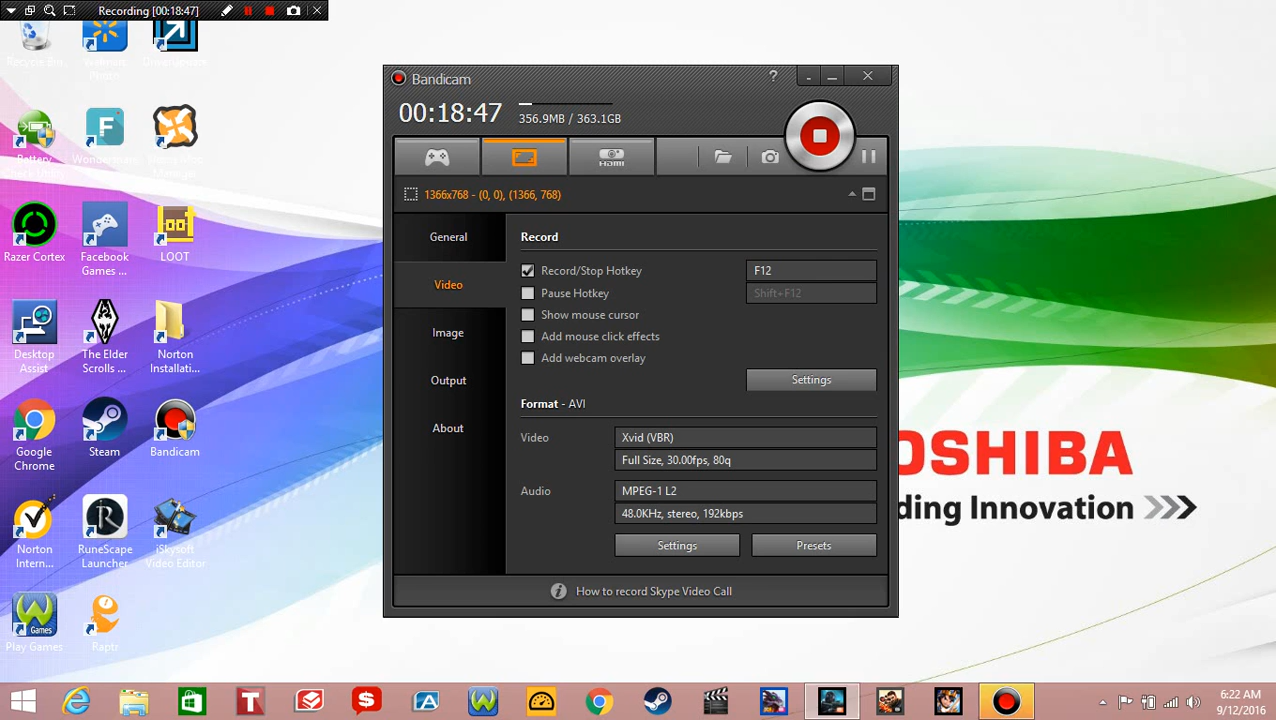 Recording [00:18:47]
Bandicam
?
00:18:47
356.9MB / 363.1GB
HDMI
1366x768 - (0, 0), (1366, 768)
General
Video
Image
Output
About
Record
Record/Stop Hotkey
F12
Pause Hotkey
Shift+F12
Show mouse cursor
Add mouse click effects
Add webcam overlay
Settings
Format - AVI
Video
Xvid (VBR)
Full Size, 30.00fps, 80q
Audio
MPEG-1 L2
48.0KHz, stereo, 192kbps
Settings
Presets
How to record Skype Video Call
Razer Cortex
Facebook
Games ...
LOOT
Desktop
Assist
The Elder
Scrolls ...
Norton
Installati...
Google
Chrome
Steam
Bandicam
Norton
Intern...
RuneScape
Launcher
iSkysoft
Video Editor
Games
Play Games
Raptr
OSHIBA
ding Innovation
6:22 AM
9/12/2016